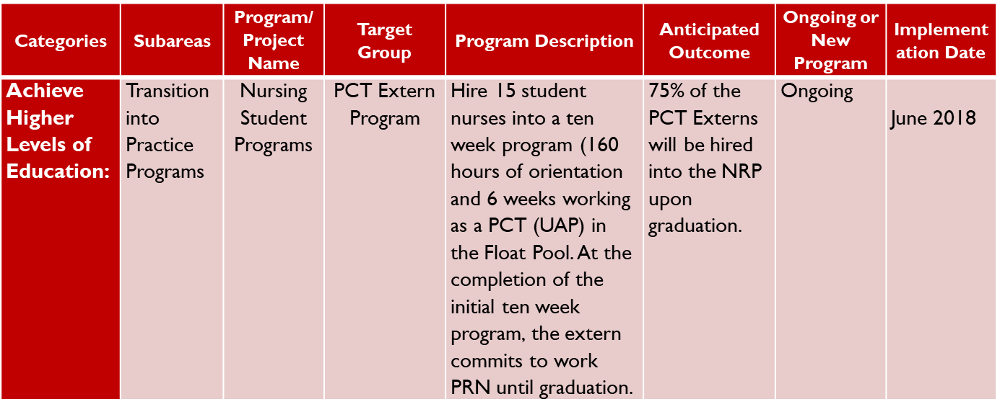 Categories
Subareas
Program/
Project
Name
Target
Group
Program Description
Anticipated
Outcome
Ongoing or
New
Program
Implement
ation Date
Achieve
Higher
Levels of
Education:
Transition
into
Practice
Programs
Nursing
Student
Programs
PCT Extern
Program
Hire 15 student
nurses into a ten
week program (160
hours of orientation
and 6 weeks working
as a PCT (UAP) in
the Float Pool. At the
completion of the
initial ten week
program, the extern
commits to work
PRN until graduation.
75% of the
PCT Externs
will be hired
into the NRP
upon
graduation.
Ongoing
June 2018